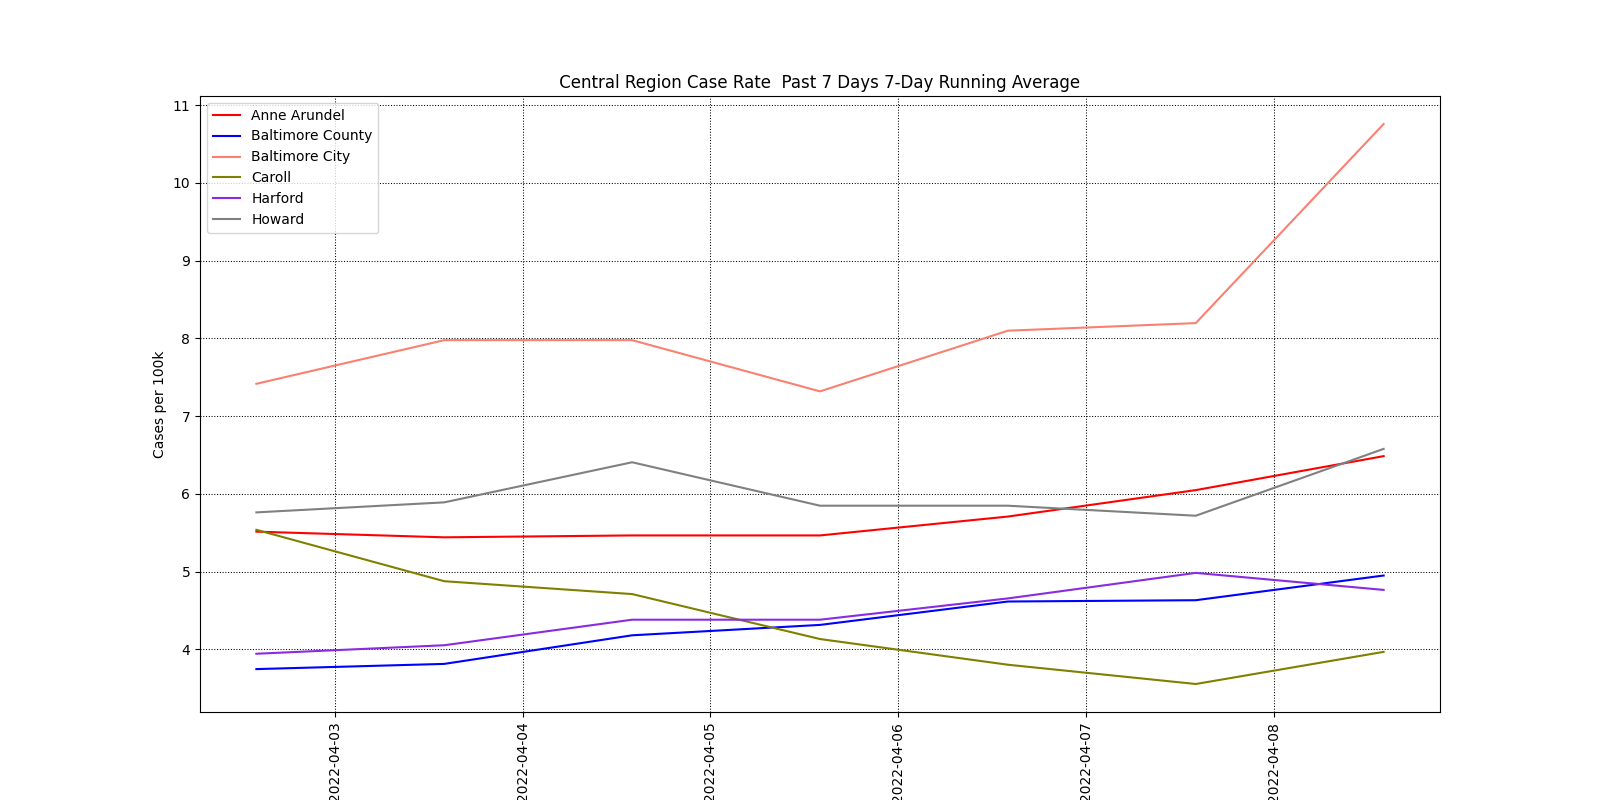 Central Region Case Rate  Past 7 Days 7-Day Running Average
11
10
9
8
7
6
5
4
Cases per 100k
Anne Arundel
Baltimore County
Baltimore City
Caroll
Harford
Howard
2022-04-03
2022-04-04
2022-04-05
2022-04-06
2022-04-07
2022-04-08